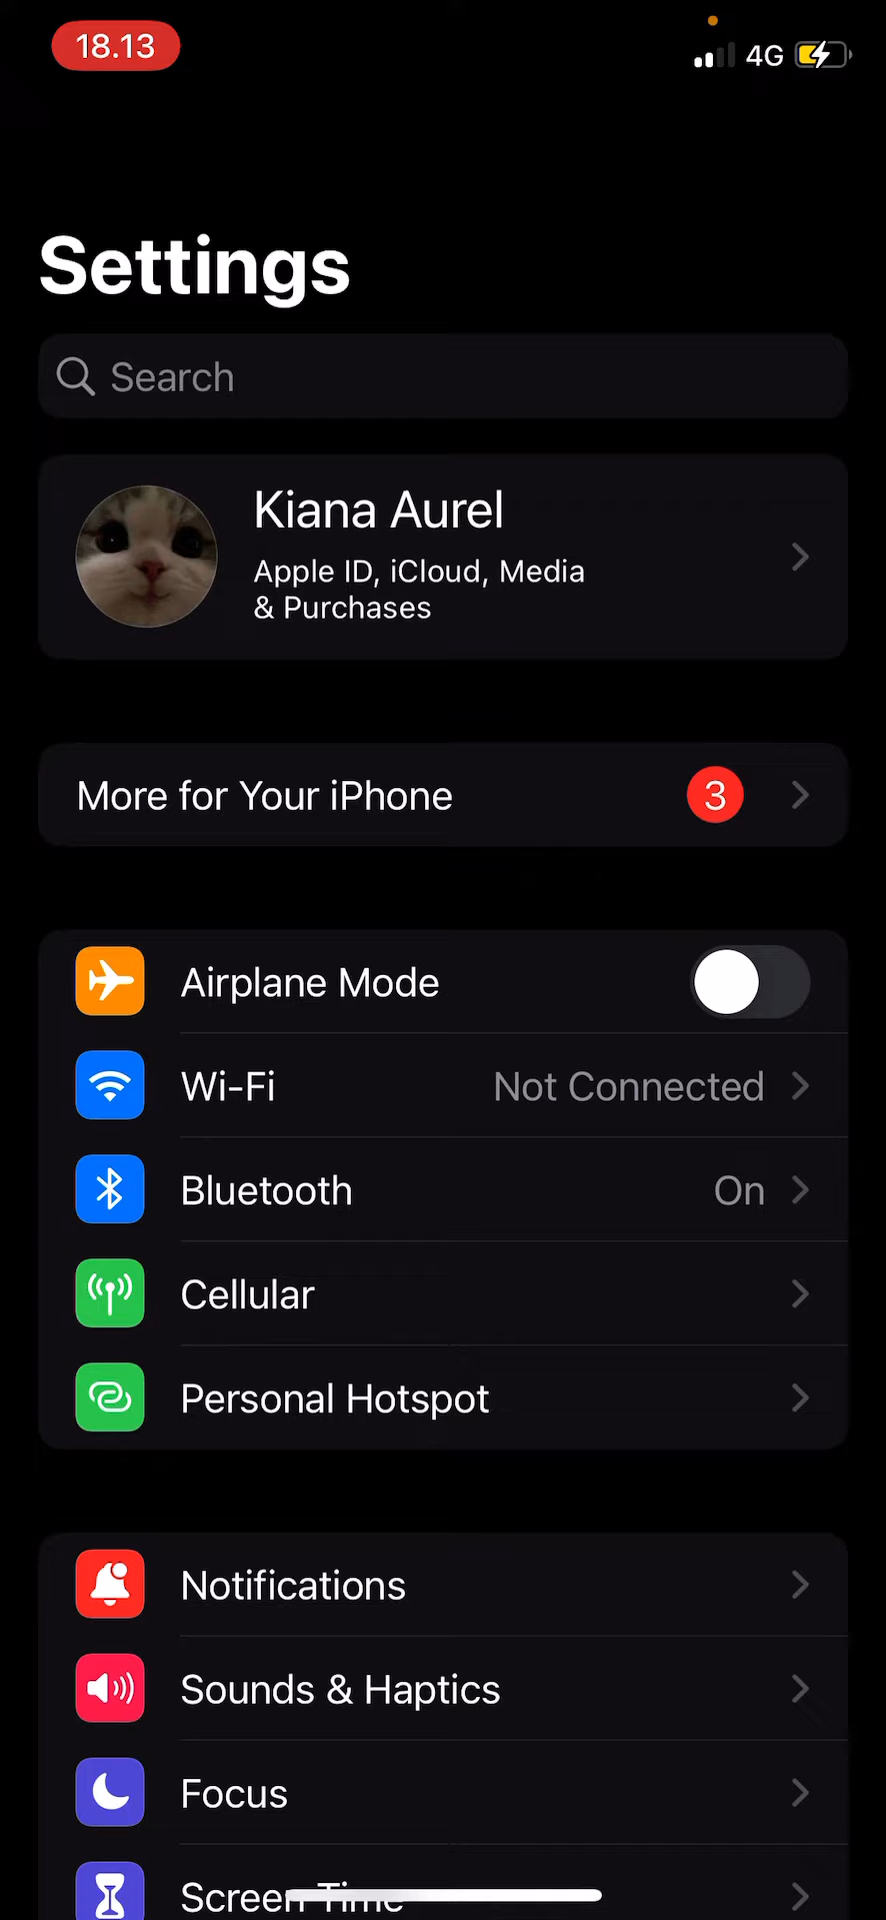 18.13
4G
Settings
Search
Kiana Aurel
Apple ID, iCloud, Media
& Purchases
More for Your iPhone 3
Airplane Mode
Wi-Fi Not Connected
Bluetooth On
Cellular
Personal Hotspot
Notifications
Sounds & Haptics
Focus
Screen Time